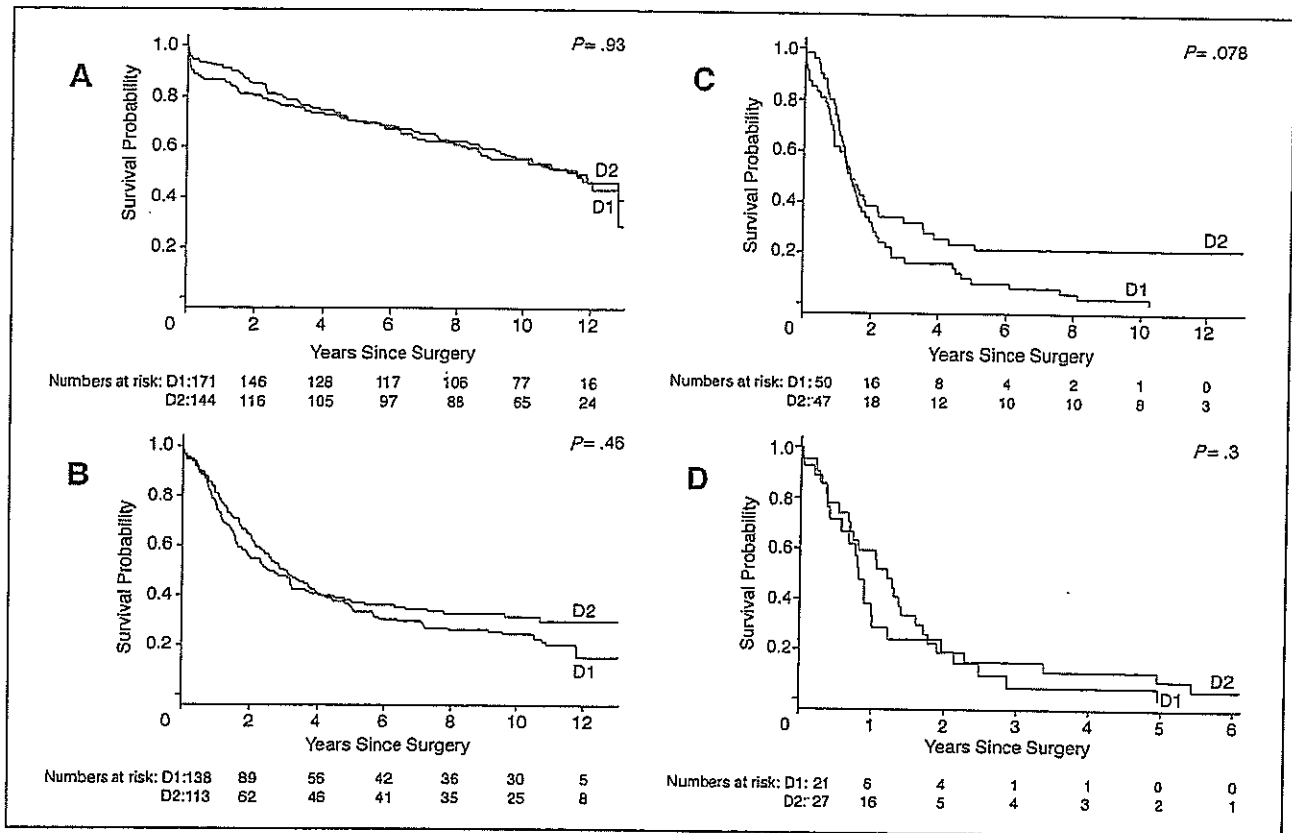 A
P= .93
Survival Probability
1.0
0.8
0.6
0.4
0.2
D2
D1
0 2 4 6 8 10 12
Years Since Surgery
Numbers at risk: D1:171 146 128 117 106 77 16
D2:144 116 105 97 88 65 24
B
P= .46
Survival Probability
1.0
0.8
0.6
0.4
0.2
D2
D1
0 2 4 6 8 10 12
Years Since Surgery
Numbers at risk: D1:138 89 56 42 36 30 5
D2:113 62 46 41 35 25 8
C
P= .078
Survival Probability
1.0
0.8
0.6
0.4
0.2
D2
D1
0 2 4 6 8 10 12
Years Since Surgery
Numbers at risk: D1:50 16 8 4 2 1 0
D2:47 18 12 10 10 8 3
D
P= .3
Survival Probability
1.0
0.8
0.6
0.4
0.2
D2
D1
0 1 2 3 4 5 6
Years Since Surgery
Numbers at risk: D1: 21 6 4 1 1 0 0
D2: 27 16 5 4 3 2 1